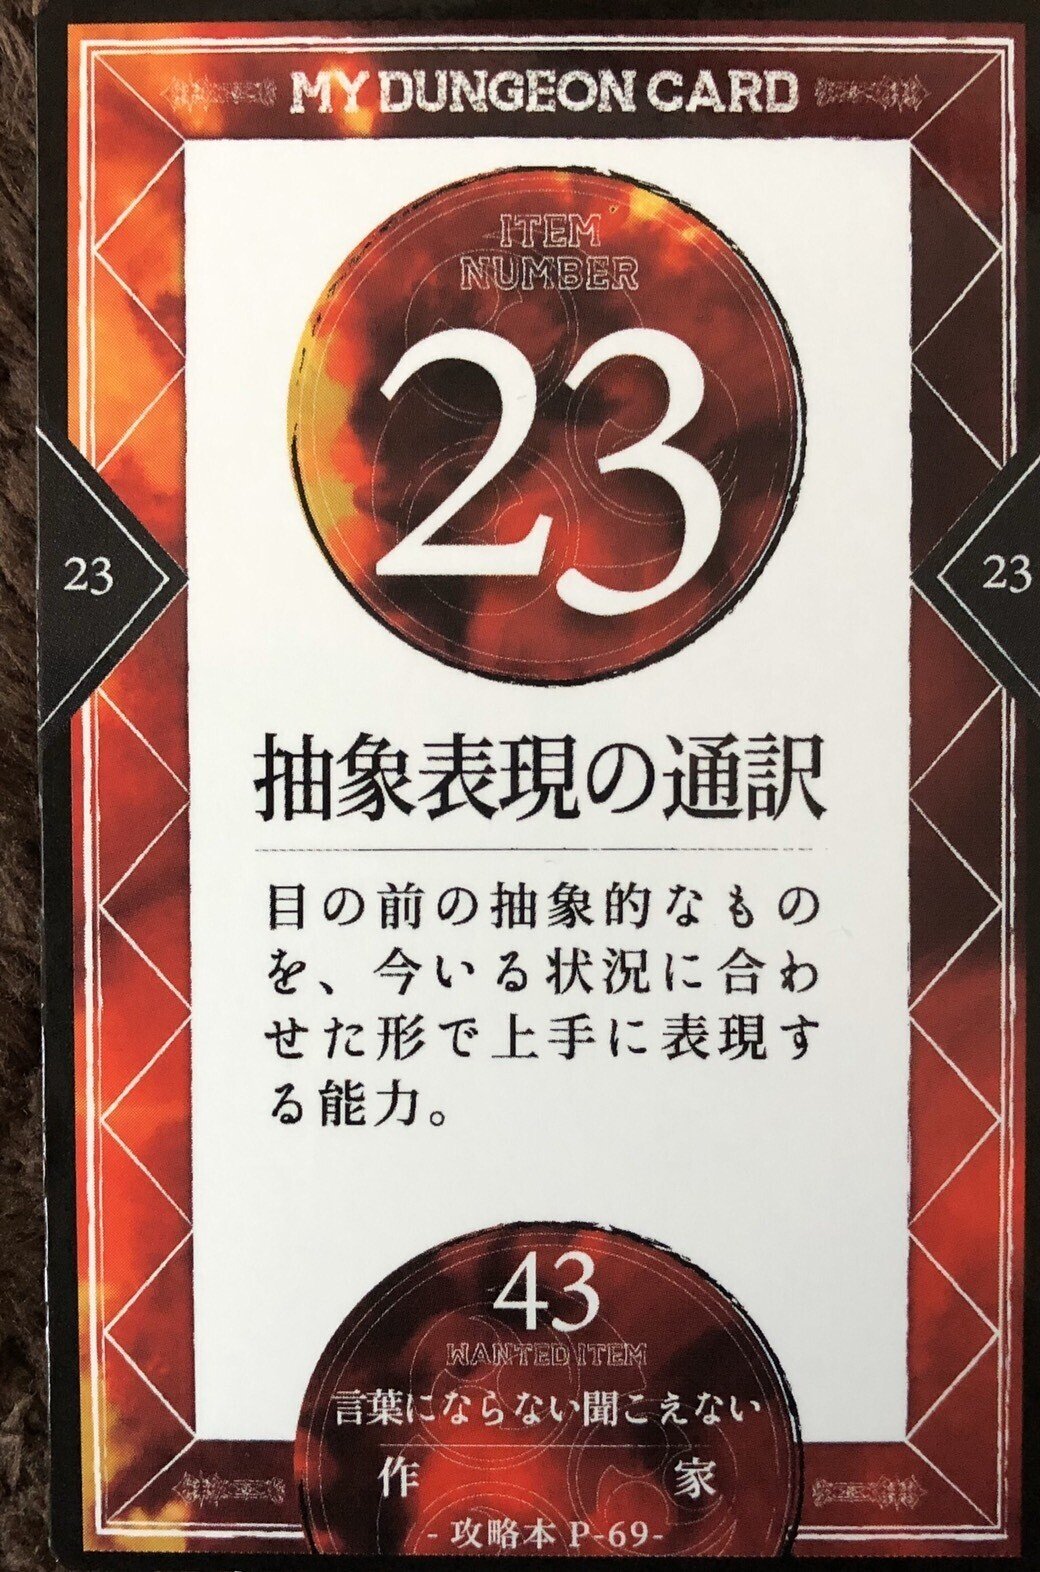 MY DUNGEON CARD
ITEM
NUMBER
23
23
23
抽象表現の通訳
目の前の抽象的なもの
を、今いる状況に合わ
せた形で上手に表現す
る能力。
43
WANTED ITEM
言葉にならない聞こえない
作 家
- 攻略本 P-69-